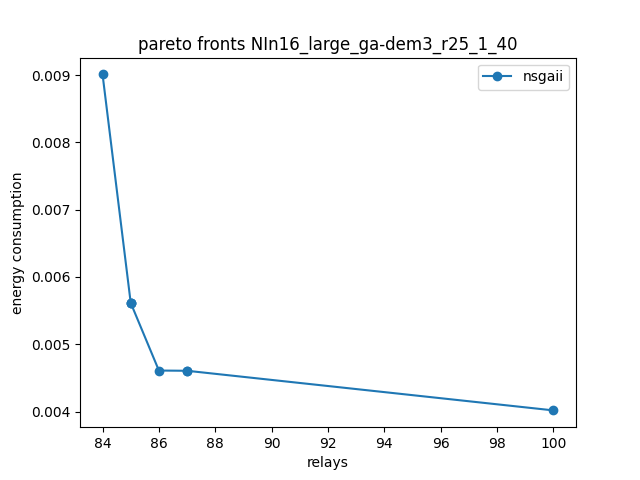 pareto fronts NIn16_large_ga-dem3_r25_1_40
nsgaii
0.009
0.008
0.007
0.006
0.005
0.004
energy consumption
84 86 88 90 92 94 96 98 100
relays